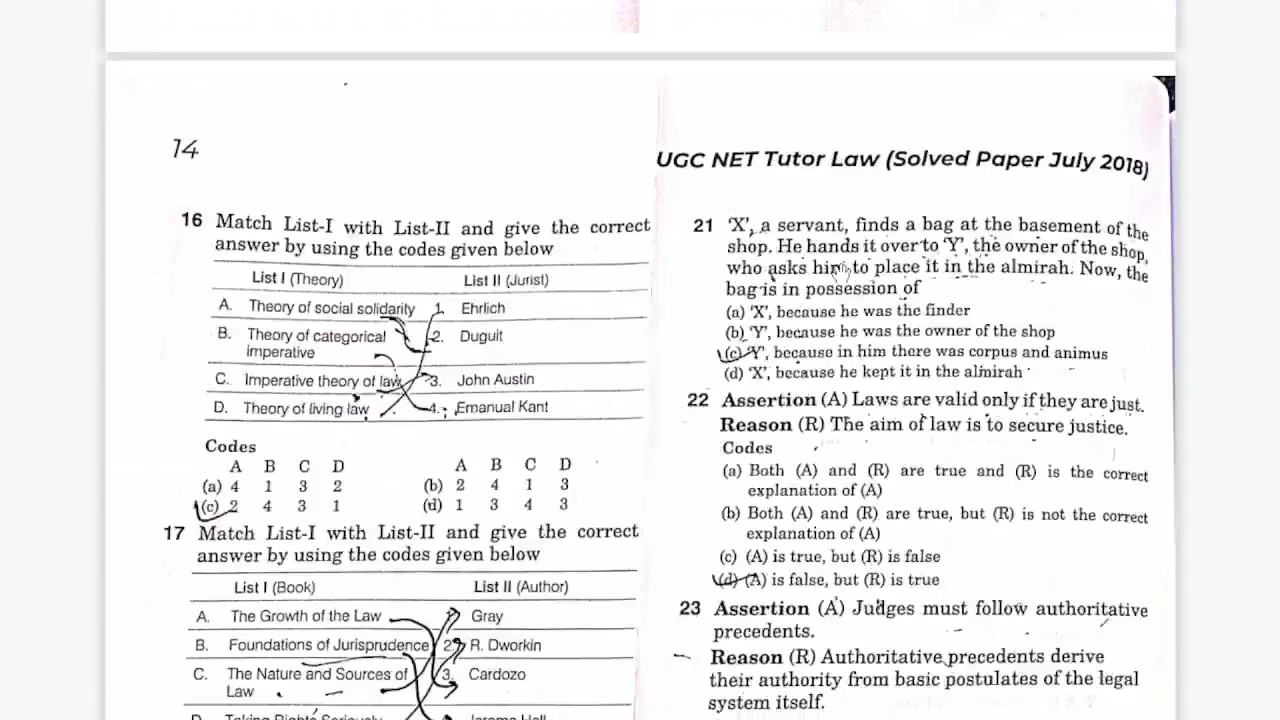 14
16 Match List-I with List-II and give the correct
answer by using the codes given below
List I (Theory) List II (Jurist)
A. Theory of social solidarity 1. Ehrlich
B. Theory of categorical 2. Duguit
imperative
C. Imperative theory of law 3. John Austin
D. Theory of living law 4. Emanual Kant
Codes
A B C D A B C D
(a) 4 1 3 2 (b) 2 4 1 3
(c) 2 4 3 1 (d) 1 3 4 3
17 Match List-I with List-II and give the correct
answer by using the codes given below
List I (Book) List II (Author)
A. The Growth of the Law Gray
B. Foundations of Jurisprudence 2. R. Dworkin
C. The Nature and Sources of 3. Cardozo
Law
D. Taking Rights Seriously Jerome Hall
UGC NET Tutor Law (Solved Paper July 2018)
21 'X', a servant, finds a bag at the basement of the
shop. He hands it over to 'Y', the owner of the shop,
who asks him to place it in the almirah. Now, the
bag is in possession of
(a) 'X', because he was the finder
(b) 'Y', because he was the owner of the shop
(c) 'Y', because in him there was corpus and animus
(d) 'X', because he kept it in the almirah
22 Assertion (A) Laws are valid only if they are just.
Reason (R) The aim of law is to secure justice.
Codes
(a) Both (A) and (R) are true and (R) is the correct
explanation of (A)
(b) Both (A) and (R) are true, but (R) is not the correct
explanation of (A)
(c) (A) is true, but (R) is false
(d) (A) is false, but (R) is true
23 Assertion (A) Judges must follow authoritative
precedents.
Reason (R) Authoritative precedents derive
their authority from basic postulates of the legal
system itself.